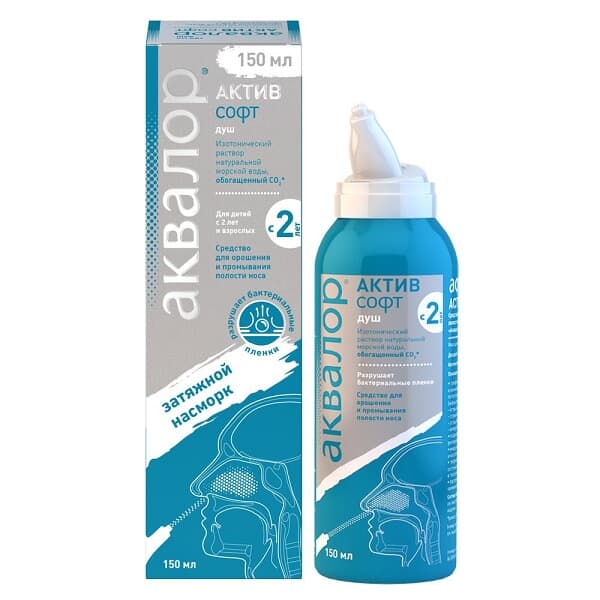 аквалор®
150 мл
АКТИВ
софт
душ
Изотонический
раствор
натуральной
морской воды,
обогащенный CO₂*
Для детей
с 2 лет
и взрослых
с 2 лет
Средство
для орошения
и промывания
полости носа
Разрушает бактериальные
пленки
затяжной
насморк
150 мл
аквалор
АКТИВ
софт
душ
с 2 лет
Изотонический
раствор натуральной
морской воды,
обогащенный CO₂*
Разрушает
бактериальные пленки
Средство для
орошения
и промывания
полости носа
150 мл